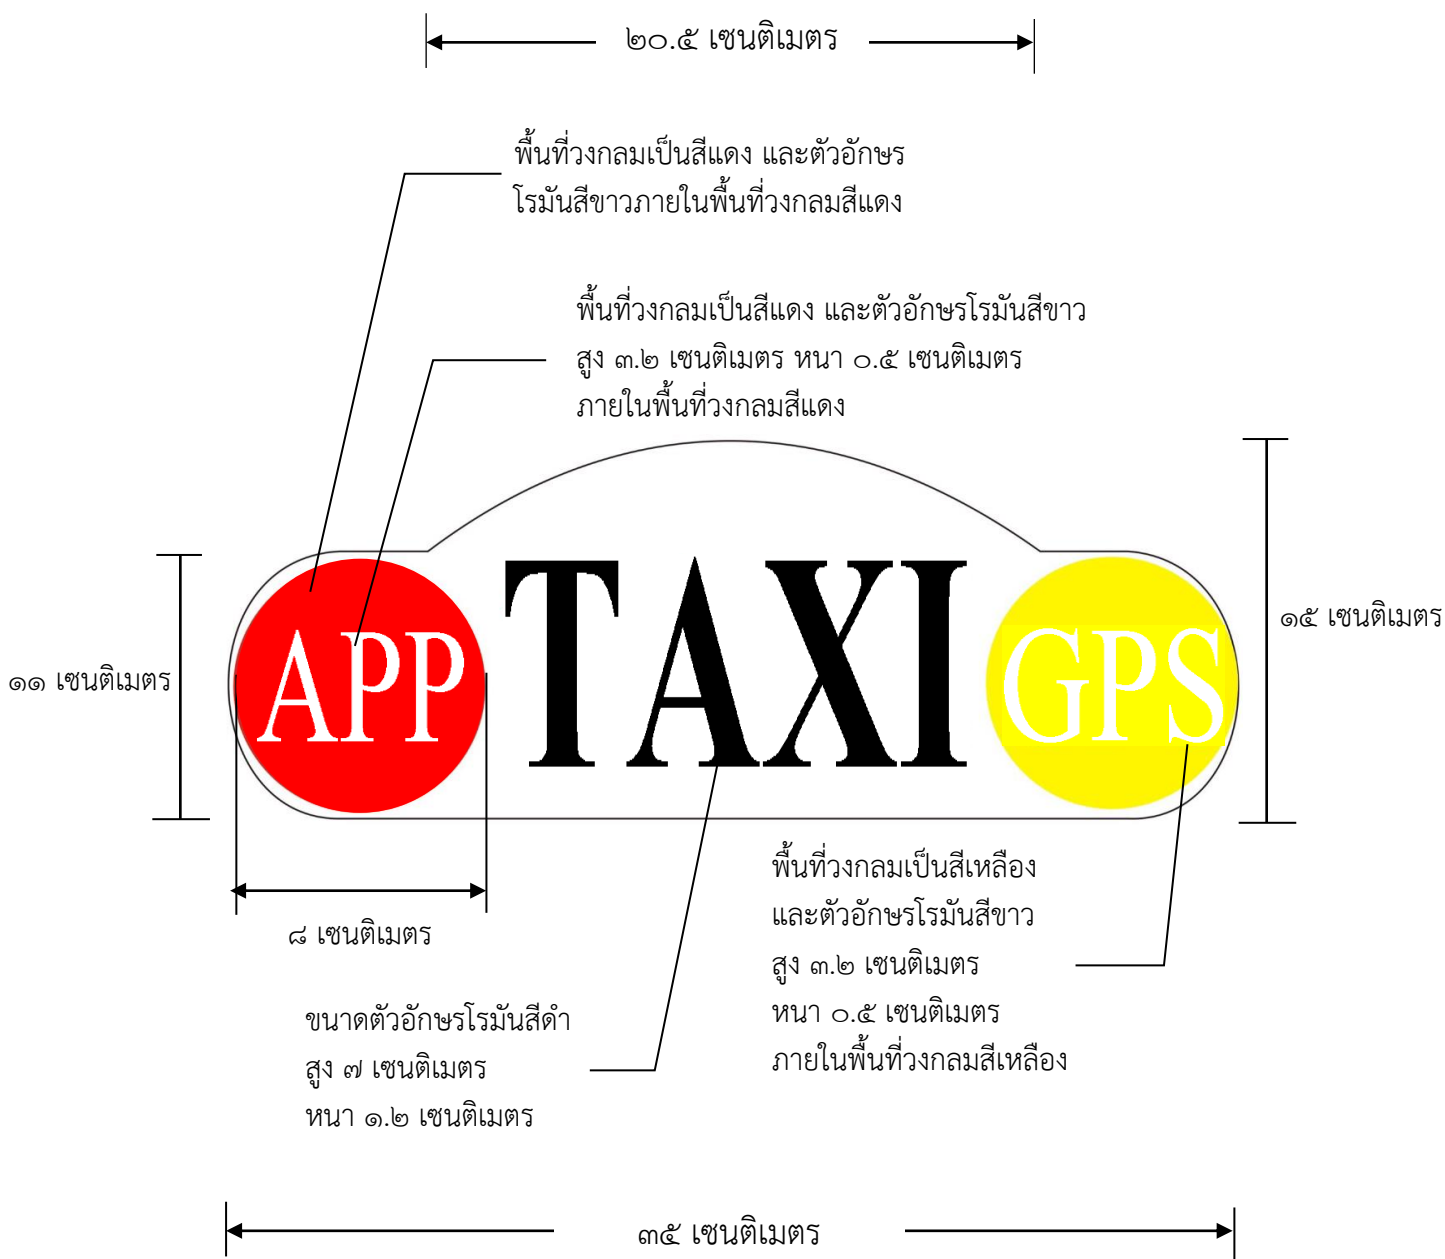 ๒๐.๕ เซนติเมตร
พื้นที่วงกลมเป็นสีแดง และตัวอักษร
โรมันสีขาวภายในพื้นที่วงกลมสีแดง
พื้นที่วงกลมเป็นสีแดง และตัวอักษรโรมันสีขาว
สูง ๓.๒ เซนติเมตร หนา ๐.๕ เซนติเมตร
ภายในพื้นที่วงกลมสีแดง
๑๑ เซนติเมตร
APP TAXI GPS
๑๕ เซนติเมตร
๘ เซนติเมตร
พื้นที่วงกลมเป็นสีเหลือง
และตัวอักษรโรมันสีขาว
สูง ๓.๒ เซนติเมตร
หนา ๐.๕ เซนติเมตร
ภายในพื้นที่วงกลมสีเหลือง
ขนาดตัวอักษรโรมันสีดำ
สูง ๗ เซนติเมตร
หนา ๑.๒ เซนติเมตร
๓๕ เซนติเมตร